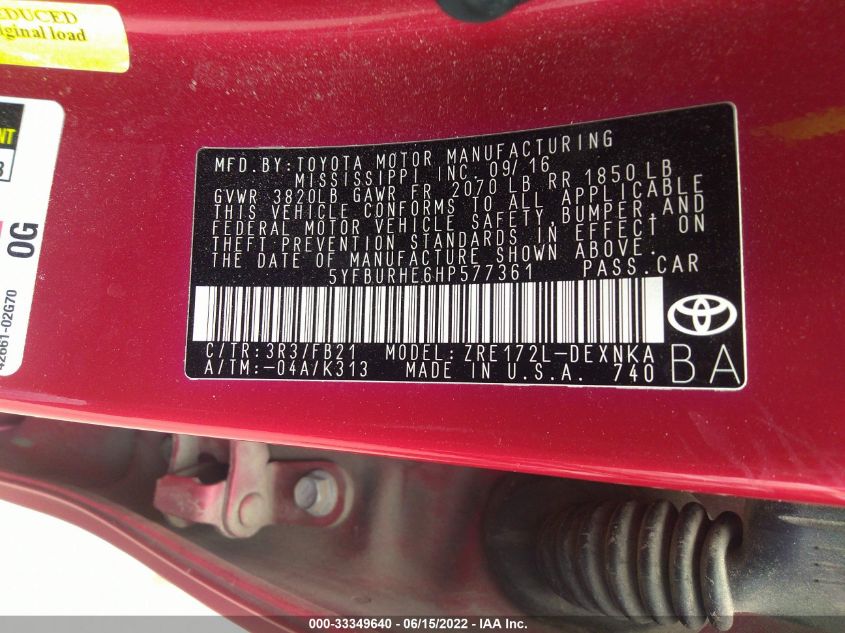 EDUCED
iginal load
NT
3
0G
42661-02G70
MFD.BY:TOYOTA MOTOR MANUFACTURING
MISSISSIPPI INC. 09/16
GVWR 3820LB GAWR FR 2070 LB RR 1850LB
THIS VEHICLE CONFORMS TO ALL APPLICABLE
FEDERAL MOTOR VEHICLE SAFETY,BUMPER,AND
THEFT PREVENTION STANDARDS IN EFFECT ON
THE DATE OF MANUFACTURE SHOWN ABOVE.
5YFBURHE6HP577361 PASS.CAR
C/TR:3R3/FB21 MODEL:ZRE172L-DEXNKA
A/TM:-04A/K313 MADE IN U.S.A. 740
BA
000-33349640 - 06/15/2022 - IAA Inc.